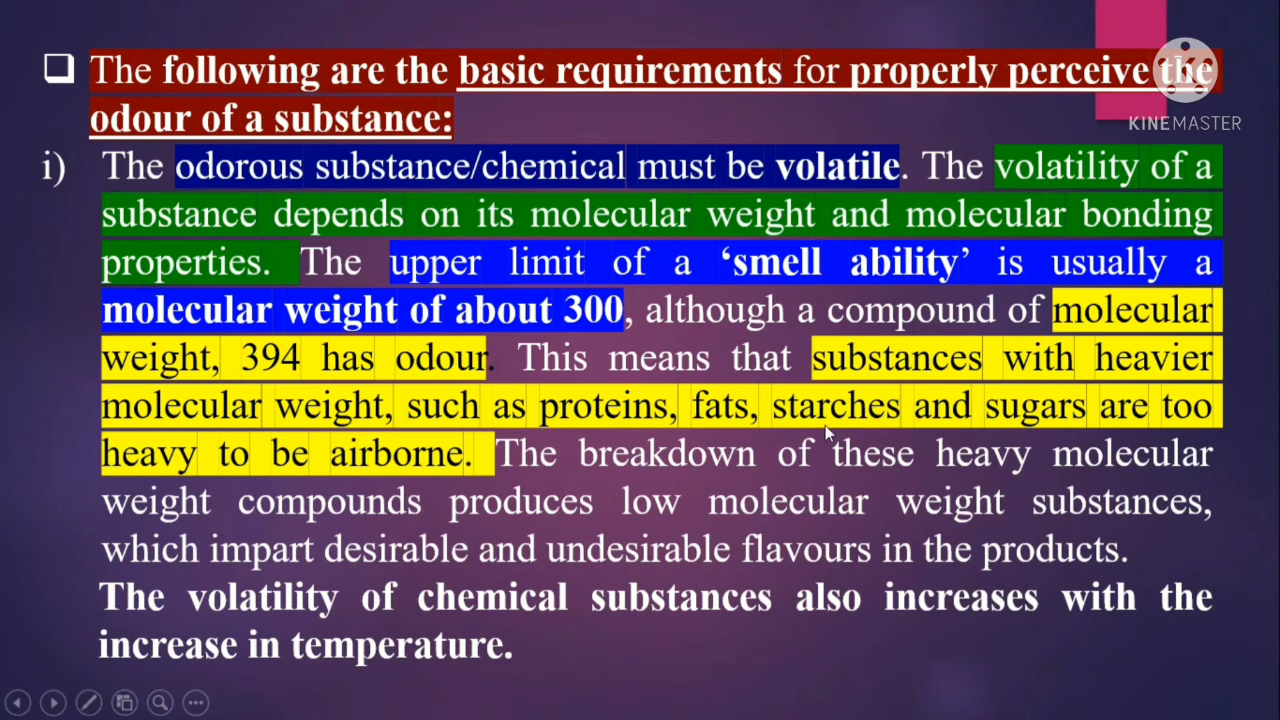 ❑ The following are the basic requirements for properly perceive the
odour of a substance:
KINEMASTER
i) The odorous substance/chemical must be volatile. The volatility of a
substance depends on its molecular weight and molecular bonding
properties. The upper limit of a ‘smell ability’ is usually a
molecular weight of about 300, although a compound of molecular
weight, 394 has odour. This means that substances with heavier
molecular weight, such as proteins, fats, starches and sugars are too
heavy to be airborne. The breakdown of these heavy molecular
weight compounds produces low molecular weight substances,
which impart desirable and undesirable flavours in the products.
The volatility of chemical substances also increases with the
increase in temperature.